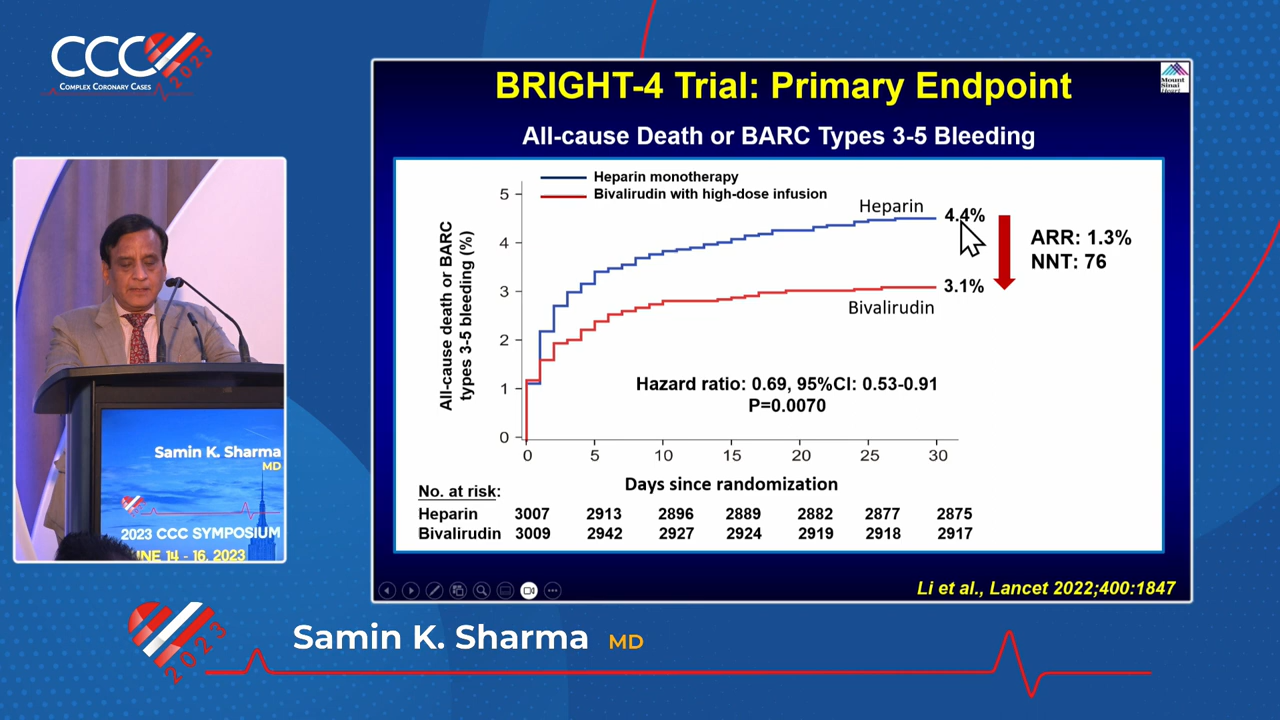 CCC 2023
COMPLEX CORONARY CASES
BRIGHT-4 Trial: Primary Endpoint
Mount
Sinai
Heart
All-cause Death or BARC Types 3-5 Bleeding
Heparin monotherapy
Bivalirudin with high-dose infusion
All-cause death or BARC
types 3-5 bleeding (%)
5
4
3
2
1
0
Heparin
4.4%
3.1%
Bivalirudin
ARR: 1.3%
NNT: 76
Hazard ratio: 0.69, 95%CI: 0.53-0.91
P=0.0070
0 5 10 15 20 25 30
Days since randomization
No. at risk:
Heparin 3007 2913 2896 2889 2882 2877 2875
Bivalirudin 3009 2942 2927 2924 2919 2918 2917
Li et al., Lancet 2022;400:1847
Samin K. Sharma
MD
2023 CCC SYMPOSIUM
JUNE 14 - 16, 2023
2023
Samin K. Sharma MD